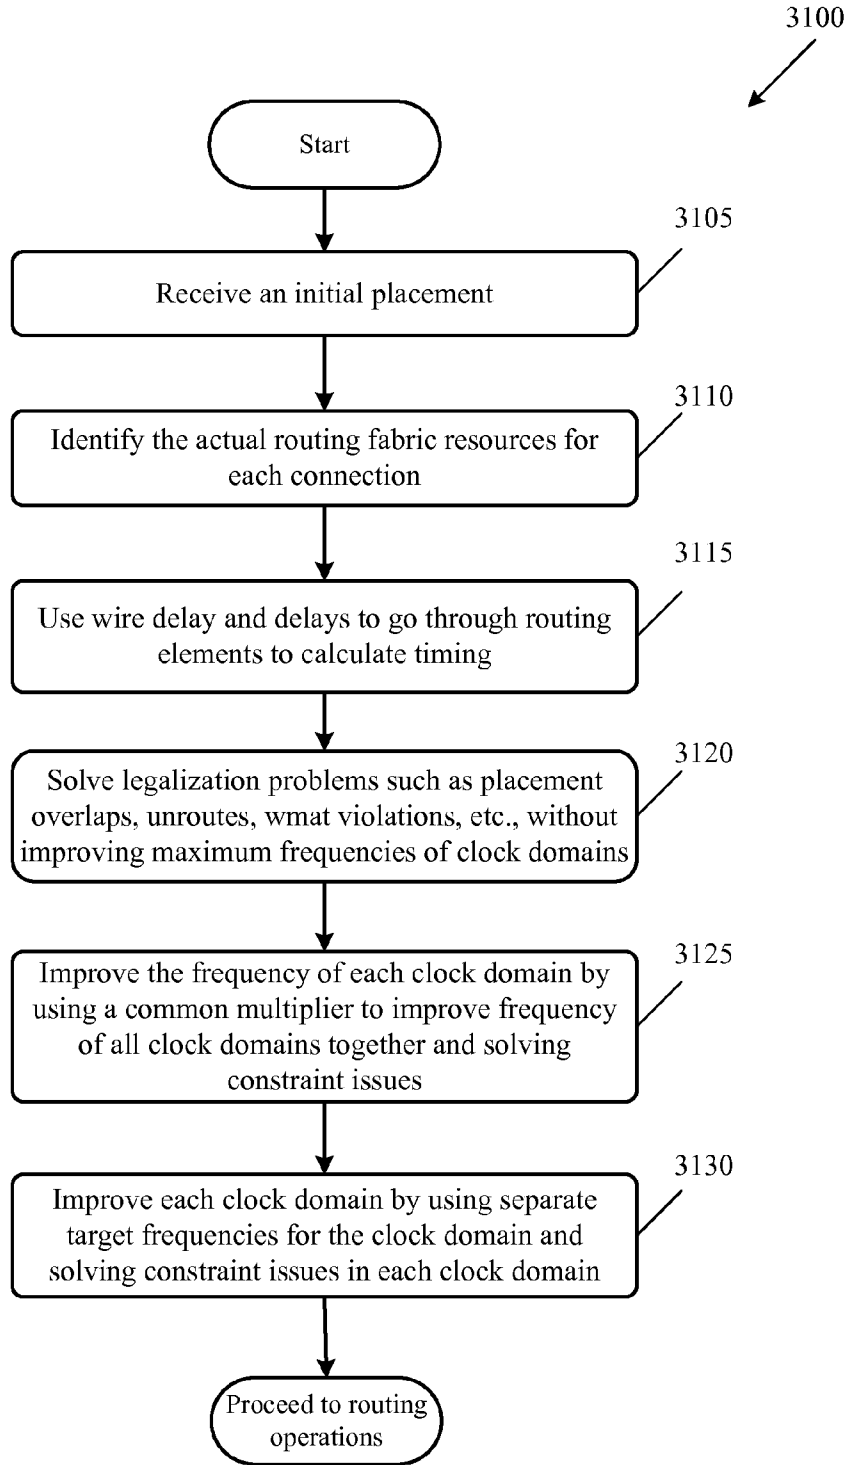 3100
Start
3105
Receive an initial placement
3110
Identify the actual routing fabric resources for
each connection
3115
Use wire delay and delays to go through routing
elements to calculate timing
3120
Solve legalization problems such as placement
overlaps, unroutes, wmat violations, etc., without
improving maximum frequencies of clock domains
3125
Improve the frequency of each clock domain by
using a common multiplier to improve frequency
of all clock domains together and solving
constraint issues
3130
Improve each clock domain by using separate
target frequencies for the clock domain and
solving constraint issues in each clock domain
Proceed to routing
operations